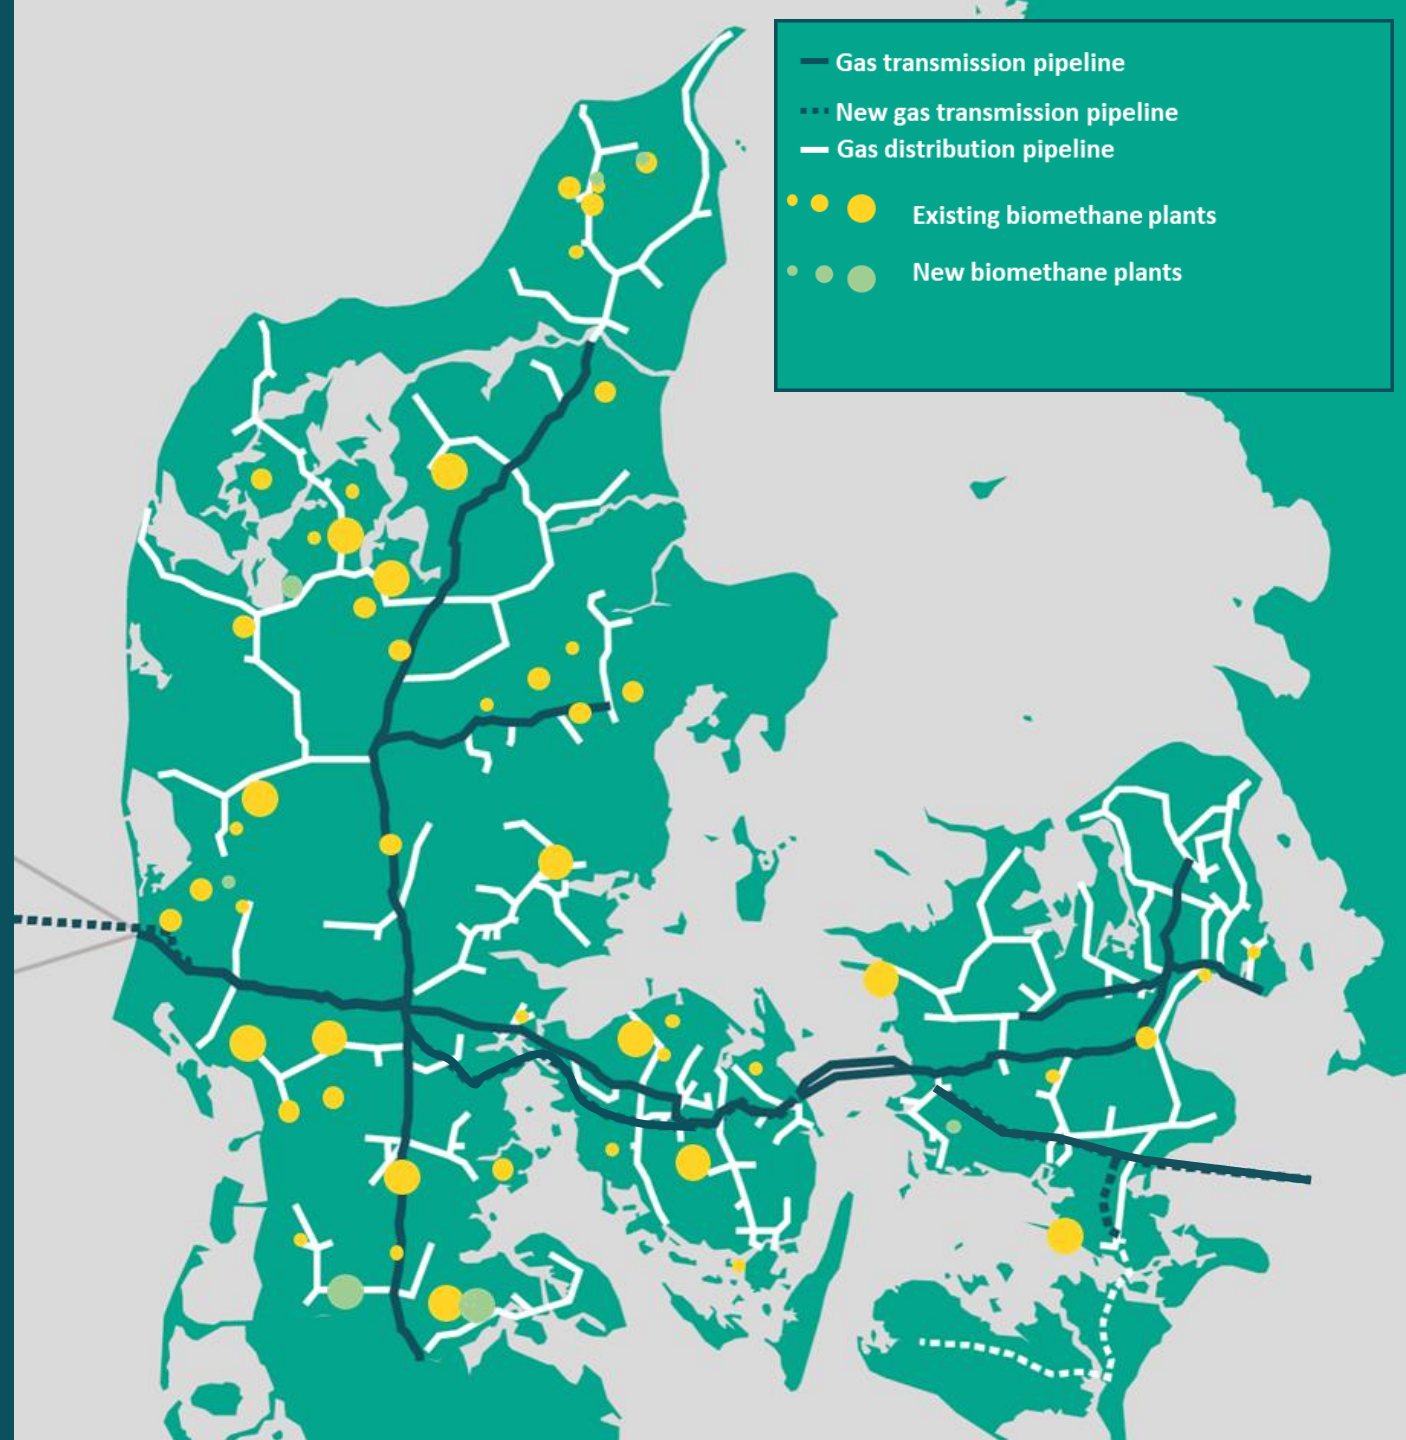 Gas transmission pipeline
New gas transmission pipeline
Gas distribution pipeline
Existing biomethane plants
New biomethane plants